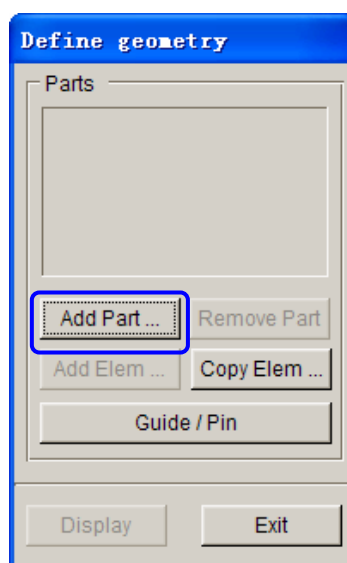 Define geometry
Parts
Add Part ... Remove Part
Add Elem ... Copy Elem ...
Guide / Pin
Display Exit